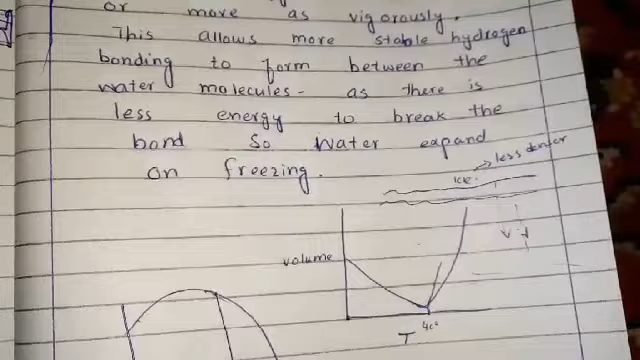 or more as vigorously.
This allows more stable hydrogen
bonding to form between the
water molecules- as there is
less energy to break the
bond so water expand
on freezing.
less denser
ice
volume
T 4c°